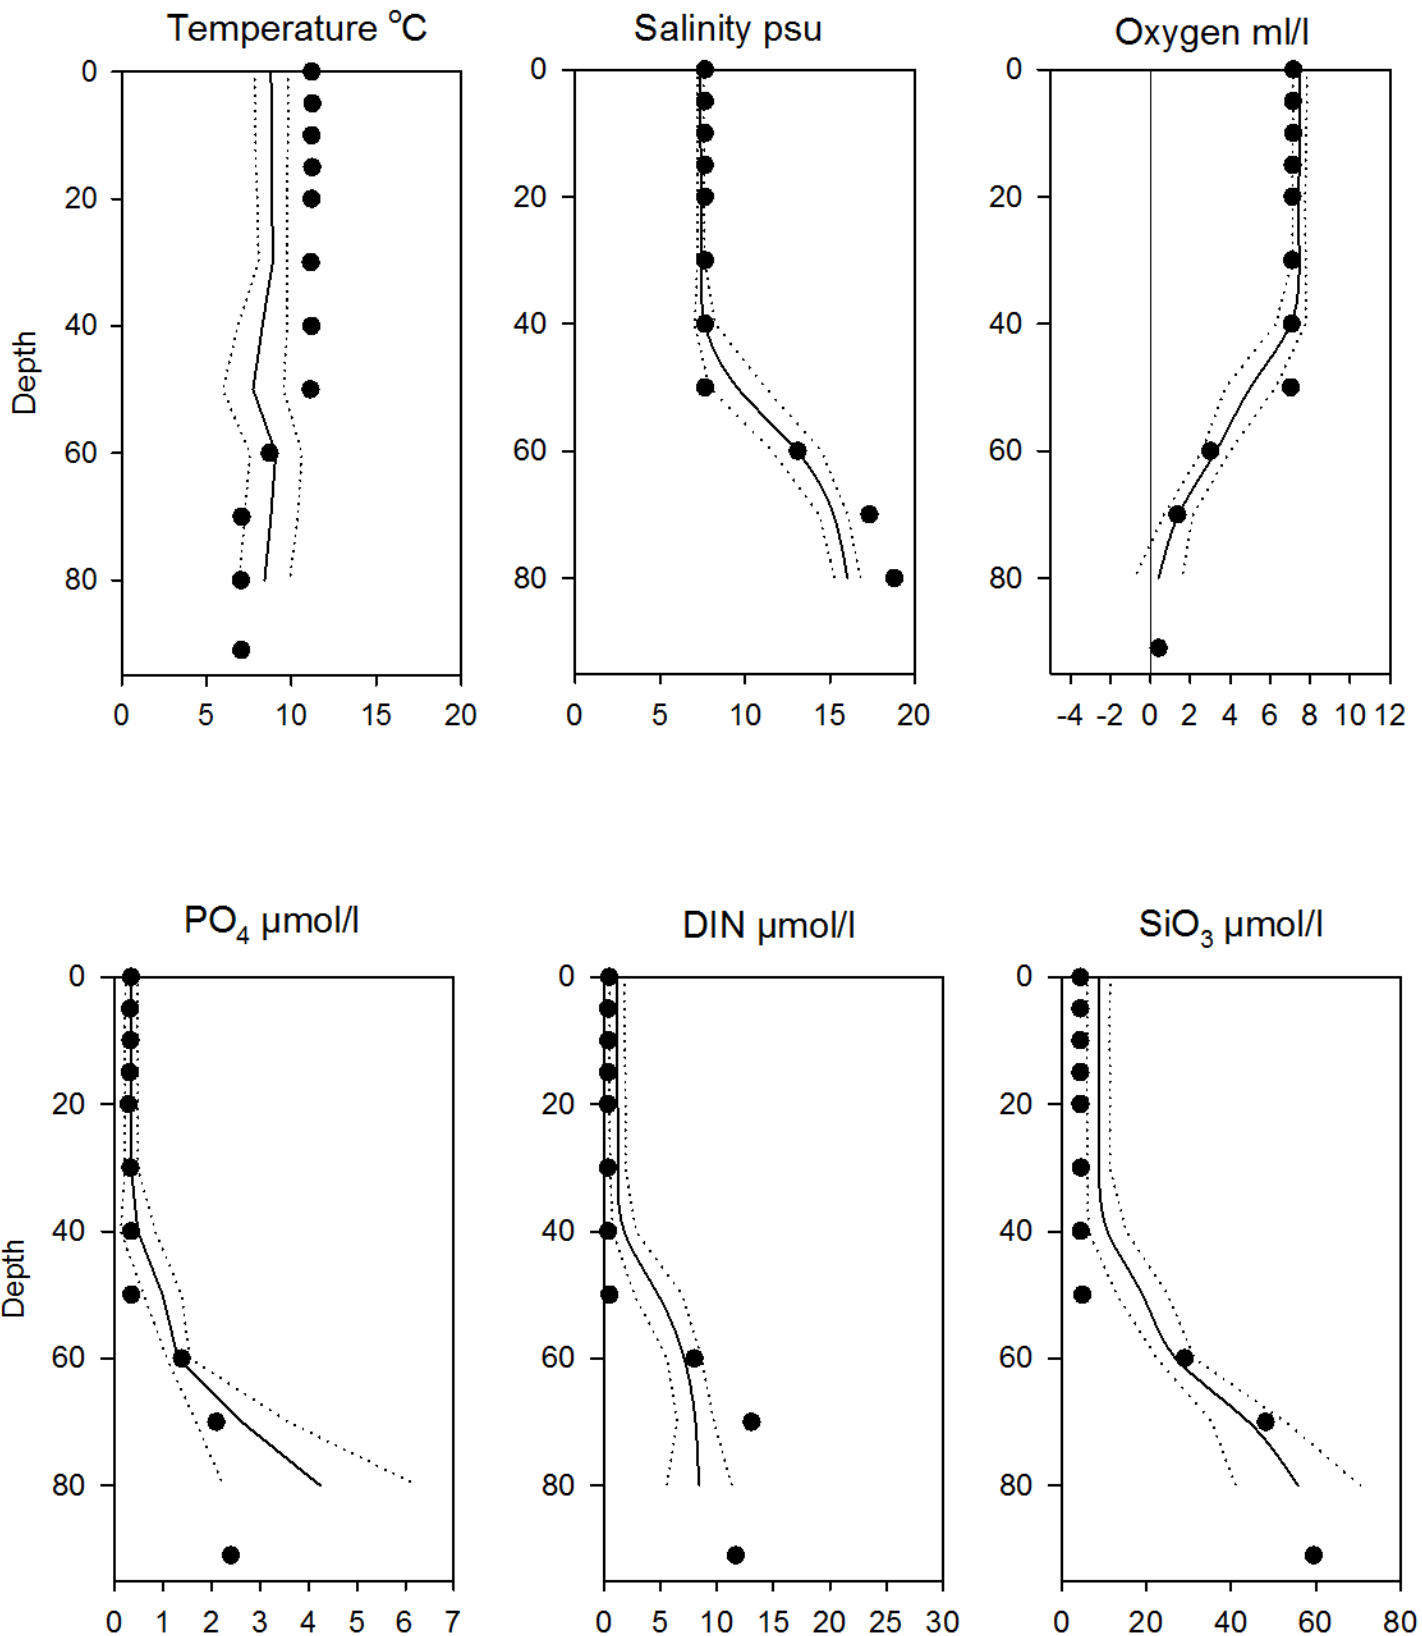 Temperature °C
Salinity psu
Oxygen ml/l
0
20
40
60
80
Depth
0 5 10 15 20
0
20
40
60
80
0 5 10 15 20
0
20
40
60
80
-4 -2 0 2 4 6 8 10 12
PO4 µmol/l
DIN µmol/l
SiO3 µmol/l
0
20
40
60
80
Depth
0 1 2 3 4 5 6 7
0
20
40
60
80
0 5 10 15 20 25 30
0
20
40
60
80
0 20 40 60 80